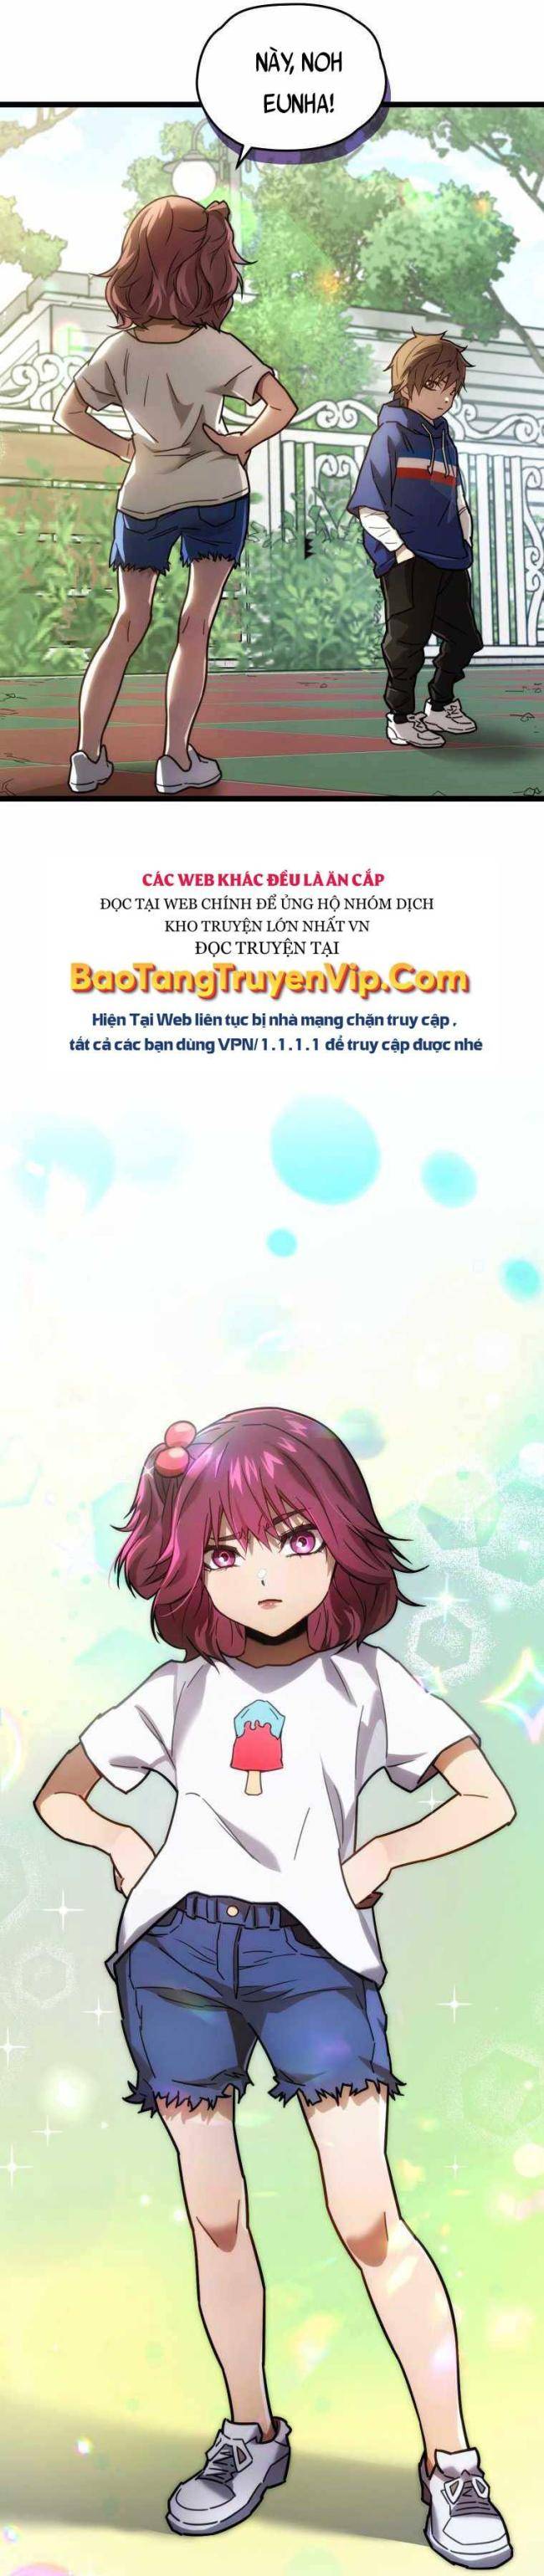 NÀY, NOH
EUNHA!
CÁC WEB KHÁC ĐỀU LÀ ĂN CẮP
ĐỌC TẠI WEB CHÍNH ĐỂ ỦNG HỘ NHÓM DỊCH
KHO TRUYỆN LỚN NHẤT VN
ĐỌC TRUYỆN TẠI
BaoTangTruyenVip.Com
Hiện Tại Web liên tục bị nhà mạng chặn truy cập,
tất cả các bạn dùng VPN/1.1.1.1 để truy cập được nhé